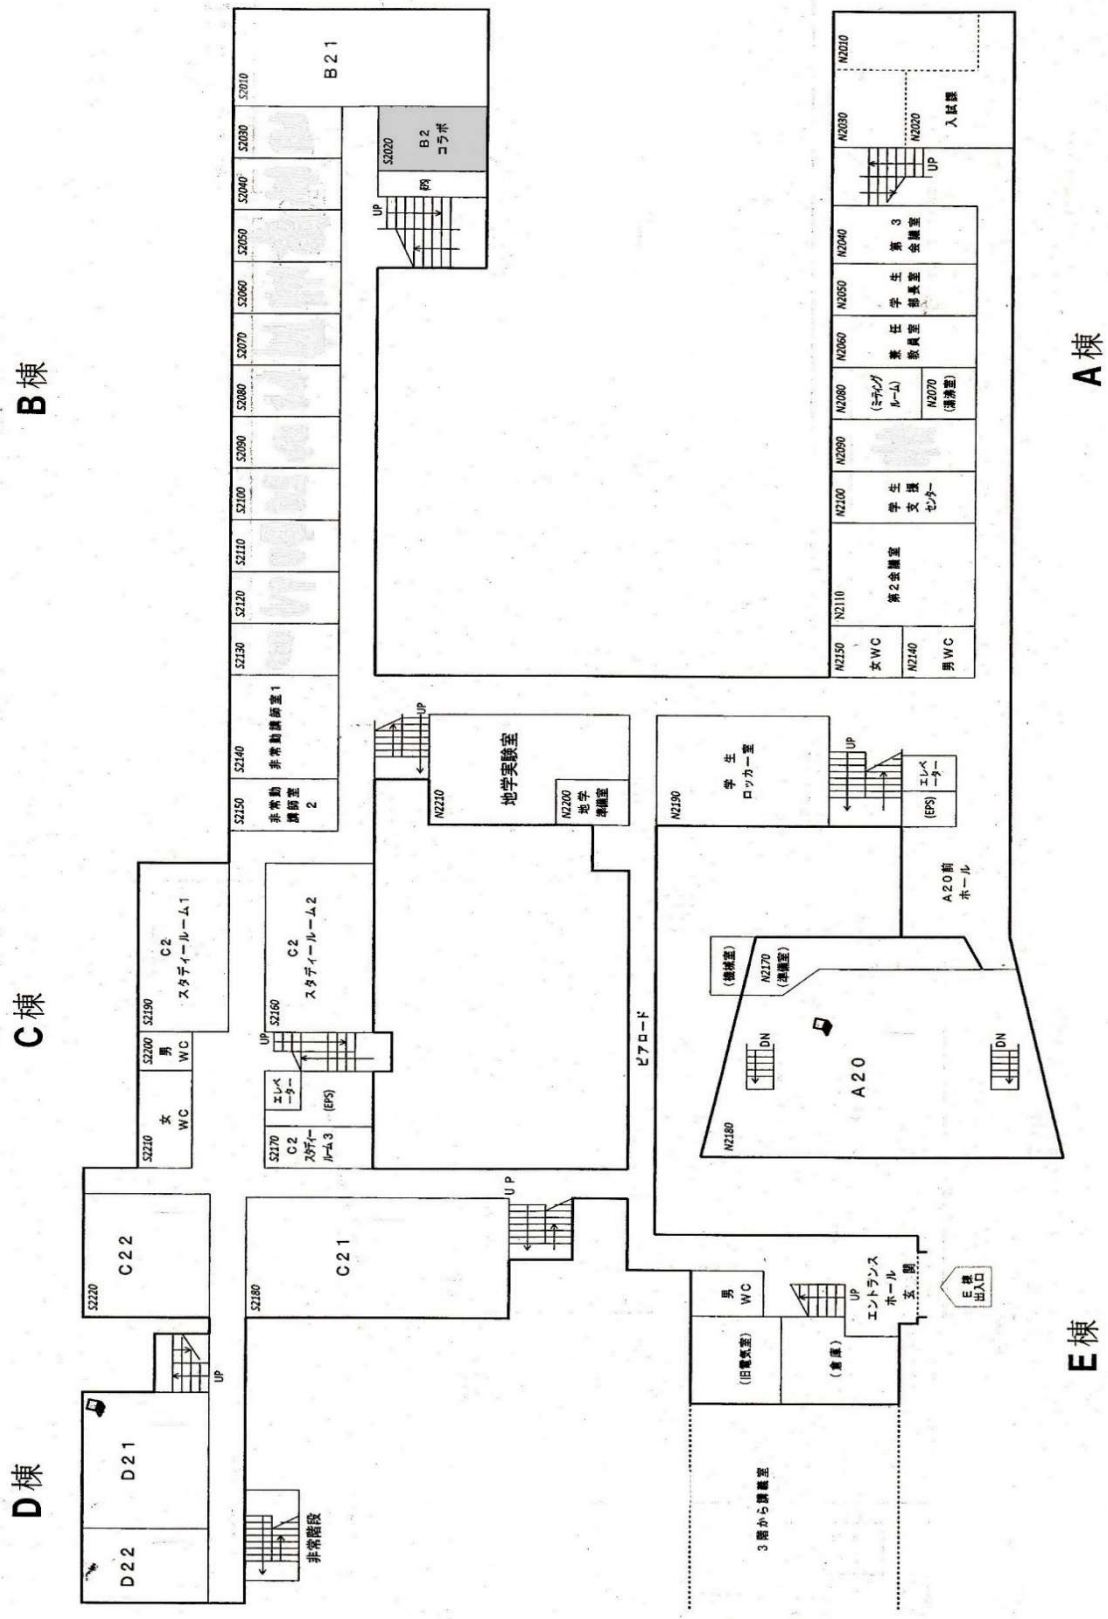 B棟
S2010
B21
S2020
B2
コラボ
UP
S2030
S2040
S2050
S2060
S2070
S2080
S2090
S2100
S2110
S2120
S2130
S2140
非常勤講師室1
S2150
非常勤
講師室
2
UP
C棟
S2190
C2
スタディールーム1
S2160
C2
スタディールーム2
UP
S2200
男
WC
S2210
女
WC
エレベ
ーター
(EPS)
S2170
C2
スタディー
ルーム3
S2220
C22
S2180
C21
UP
D棟
D21
D22
UP
非常階段
A棟
N2010
N2030
N2020
入試課
UP
N2040
第3
会議室
N2050
学生
部長室
N2060
兼任
教員室
N2080
(ミーティング
ルーム)
N2070
(湯沸室)
N2090
N2100
学生
支援
センター
N2110
第2会議室
N2150
女WC
N2140
男WC
N2210
地学実験室
N2200
地学
準備室
N2190
学生
ロッカー室
UP
エレベ
ーター
(EPS)
A20前
ホール
(機械室)
N2170
(準備室)
DN
DN
A20
N2180
ピアロード
E棟
男
WC
UP
エントランス
ホール
玄関
E棟
出入口
(旧電気室)
(倉庫)
3階から講義室